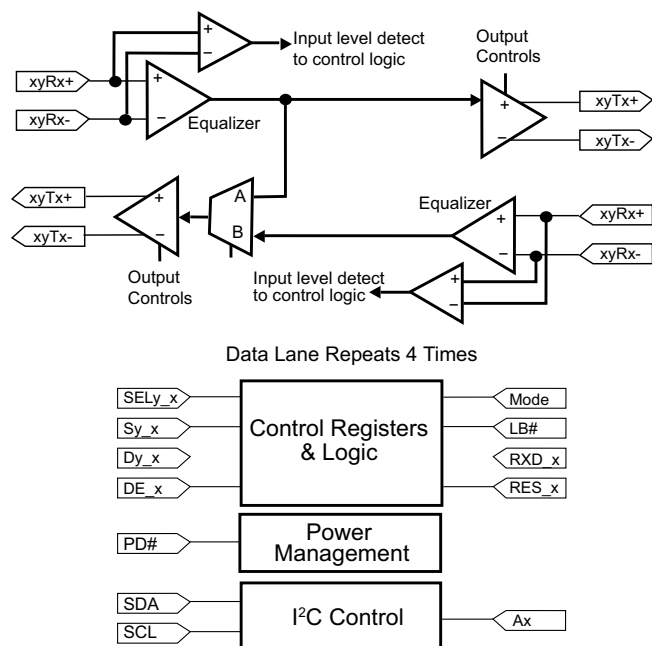 Input level detect
to control logic
Output
Controls
xyRx+
xyRx-
+
−
+
−
Equalizer
+
−
xyTx+
xyTx-
xyTx+
xyTx-
+
−
A
B
Equalizer
+
−
xyRx+
xyRx-
Output
Controls
Input level detect
to control logic
+
−
Data Lane Repeats 4 Times
SELy_x
Sy_x
Dy_x
DE_x
Control Registers
& Logic
Mode
LB#
RXD_x
RES_x
PD#
Power
Management
SDA
SCL
I²C Control
Ax